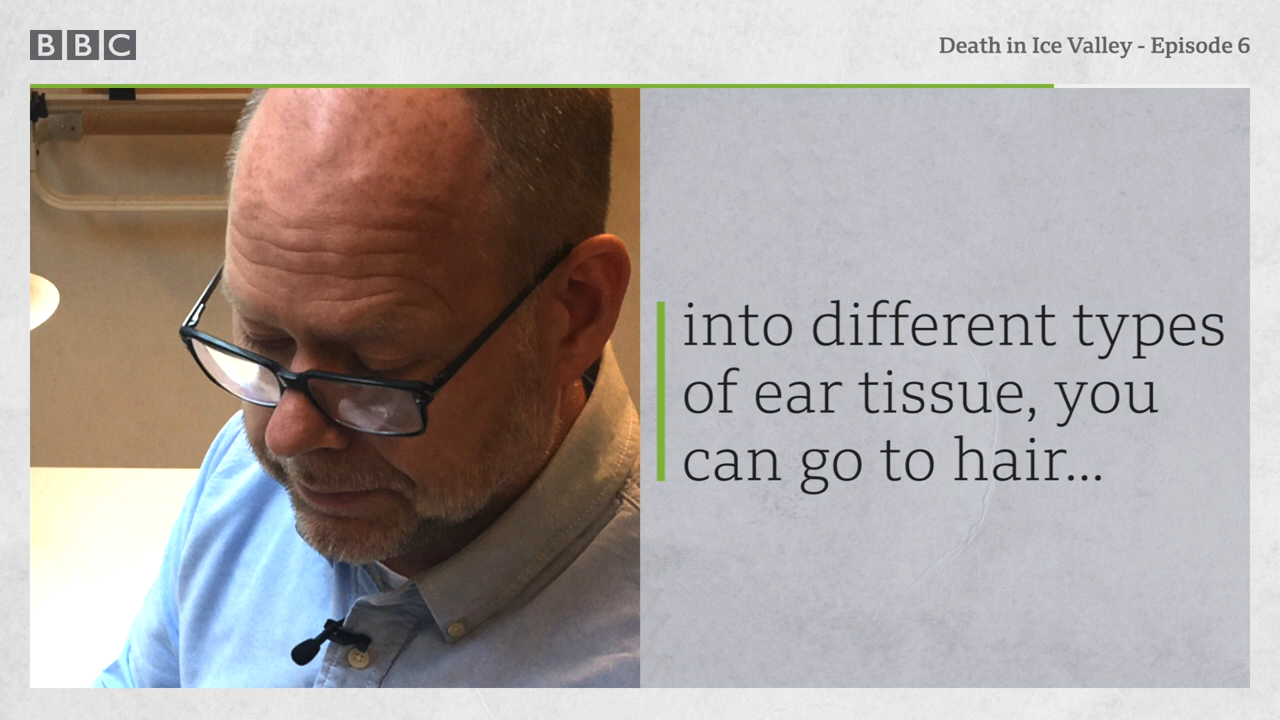 BBC
Death in Ice Valley - Episode 6
into different types
of ear tissue, you
can go to hair...